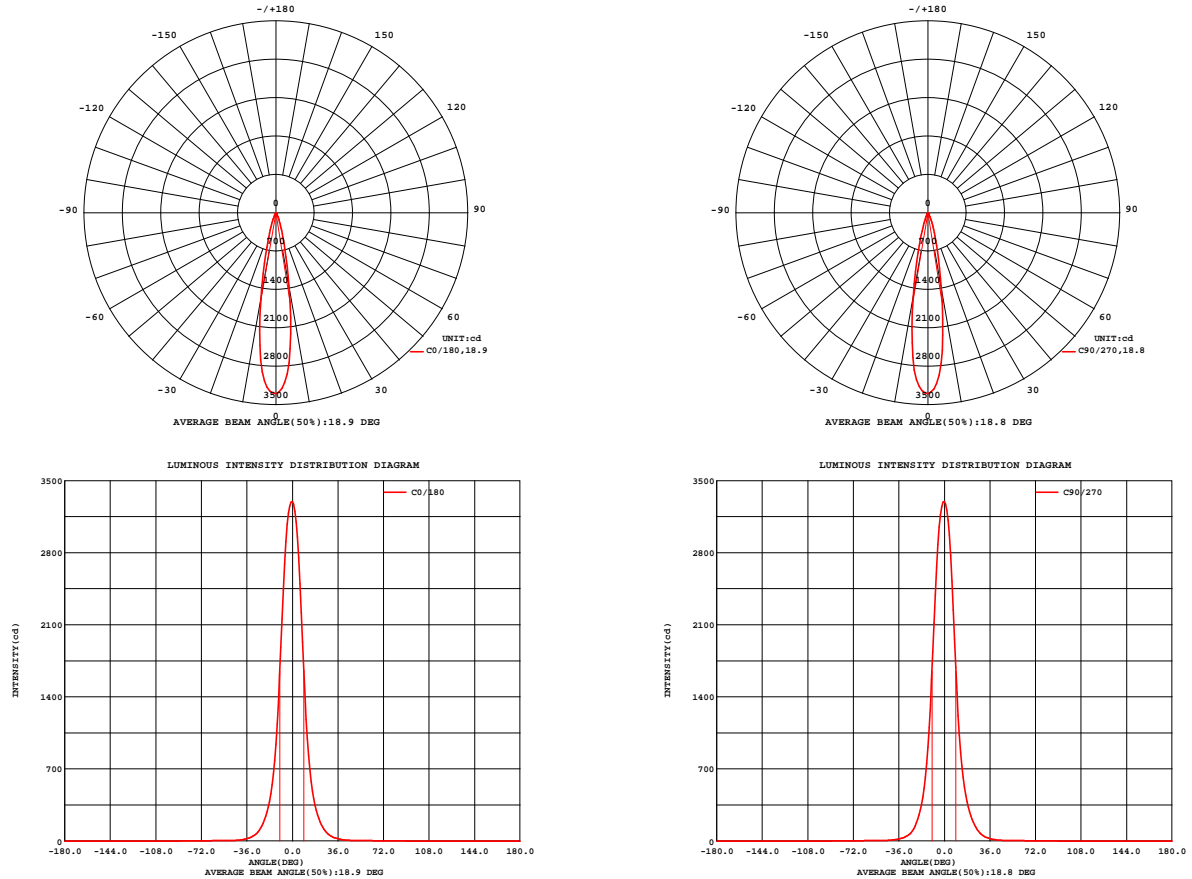 -/+180
-150 150
-120 120
-90 90
0
700
1400
2100
2800
3500
-60 60
UNIT:cd
C0/180,18.9
-30 30
0
AVERAGE BEAM ANGLE(50%):18.9 DEG
-/+180
-150 150
-120 120
-90 90
0
700
1400
2100
2800
3500
-60 60
UNIT:cd
C90/270,18.8
-30 30
0
AVERAGE BEAM ANGLE(50%):18.8 DEG
LUMINOUS INTENSITY DISTRIBUTION DIAGRAM
C0/180
3500
2800
2100
1400
700
0
INTENSITY(cd)
-180.0 -144.0 -108.0 -72.0 -36.0 0.0 36.0 72.0 108.0 144.0 180.0
ANGLE(DEG)
AVERAGE BEAM ANGLE(50%):18.9 DEG
LUMINOUS INTENSITY DISTRIBUTION DIAGRAM
C90/270
3500
2800
2100
1400
700
0
INTENSITY(cd)
-180.0 -144.0 -108.0 -72.0 -36.0 0.0 36.0 72.0 108.0 144.0 180.0
ANGLE(DEG)
AVERAGE BEAM ANGLE(50%):18.8 DEG